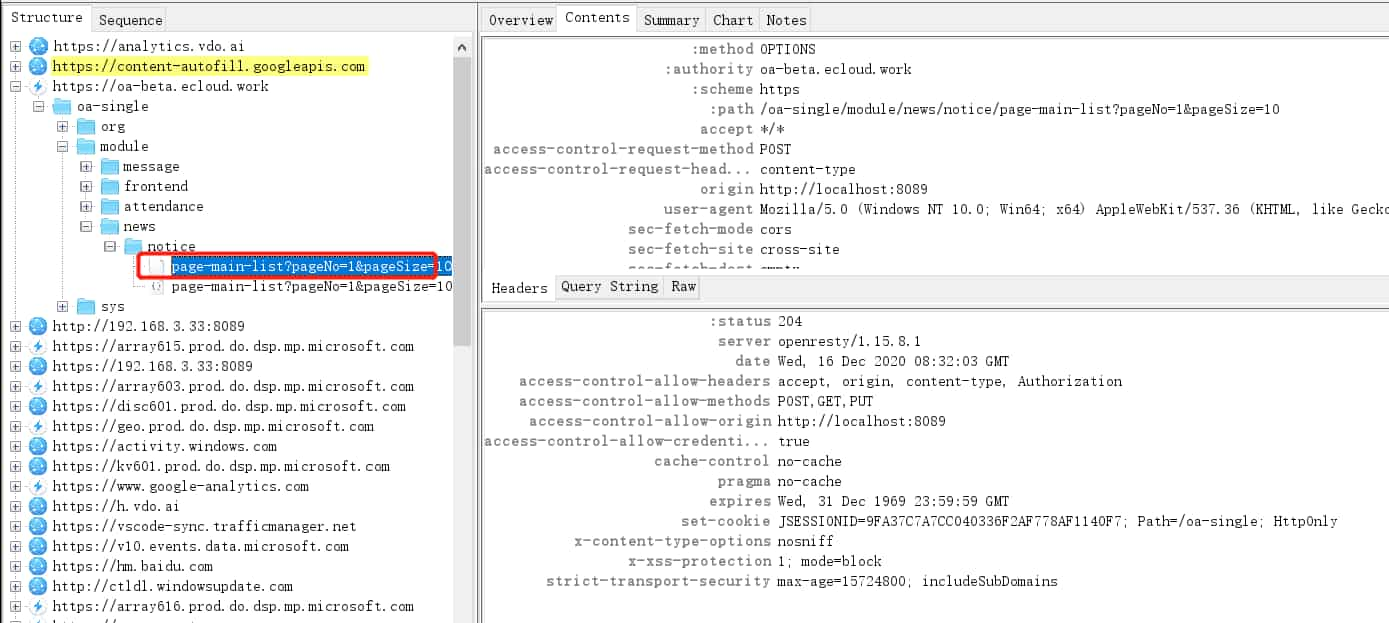 Structure
Sequence
https://analytics.vdo.ai
https://content-autofill.googleapis.com
https://oa-beta.ecloud.work
oa-single
org
module
message
frontend
attendance
news
notice
page-main-list?pageNo=1&pageSize=10
page-main-list?pageNo=1&pageSize=10
sys
http://192.168.3.33:8089
https://array615.prod.do.dsp.mp.microsoft.com
https://192.168.3.33:8089
https://array603.prod.do.dsp.mp.microsoft.com
https://disc601.prod.do.dsp.mp.microsoft.com
https://geo.prod.do.dsp.mp.microsoft.com
https://activity.windows.com
https://kv601.prod.do.dsp.mp.microsoft.com
https://www.google-analytics.com
https://h.vdo.ai
https://vscode-sync.trafficmanager.net
https://v10.events.data.microsoft.com
https://hm.baidu.com
http://ctldl.windowsupdate.com
https://array616.prod.do.dsp.mp.microsoft.com
Overview Contents Summary Chart Notes
:method OPTIONS
:authority oa-beta.ecloud.work
:scheme https
:path /oa-single/module/news/notice/page-main-list?pageNo=1&pageSize=10
accept */*
access-control-request-method POST
access-control-request-head... content-type
origin http://localhost:8089
user-agent Mozilla/5.0 (Windows NT 10.0; Win64; x64) AppleWebKit/537.36 (KHTML, like Gecko
sec-fetch-mode cors
sec-fetch-site cross-site
sec-fetch-dest empty
Headers Query String Raw
:status 204
server openresty/1.15.8.1
date Wed, 16 Dec 2020 08:32:03 GMT
access-control-allow-headers accept, origin, content-type, Authorization
access-control-allow-methods POST,GET,PUT
access-control-allow-origin http://localhost:8089
access-control-allow-credenti... true
cache-control no-cache
pragma no-cache
expires Wed, 31 Dec 1969 23:59:59 GMT
set-cookie JSESSIONID=9FA37C7A7CC040336F2AF778AF1140F7; Path=/oa-single; HttpOnly
x-content-type-options nosniff
x-xss-protection 1; mode=block
strict-transport-security max-age=15724800; includeSubDomains